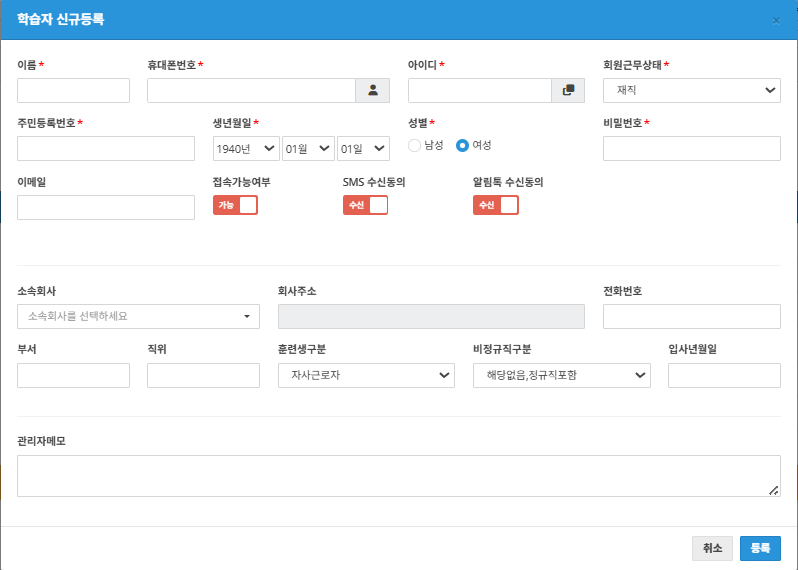 학습자 신규등록 ×
이름 * 휴대폰번호 * 아이디 * 회원근무상태 *
재직
주민등록번호 * 생년월일 * 성별 * 비밀번호 *
1940년 01월 01일 남성 여성
이메일 접속가능여부 SMS 수신동의 알림톡 수신동의
가능 수신 수신
소속회사 회사주소 전화번호
소속회사를 선택하세요
부서 직위 훈련생구분 비정규직구분 입사년월일
자사근로자 해당없음,정규직포함
관리자메모
취소 등록